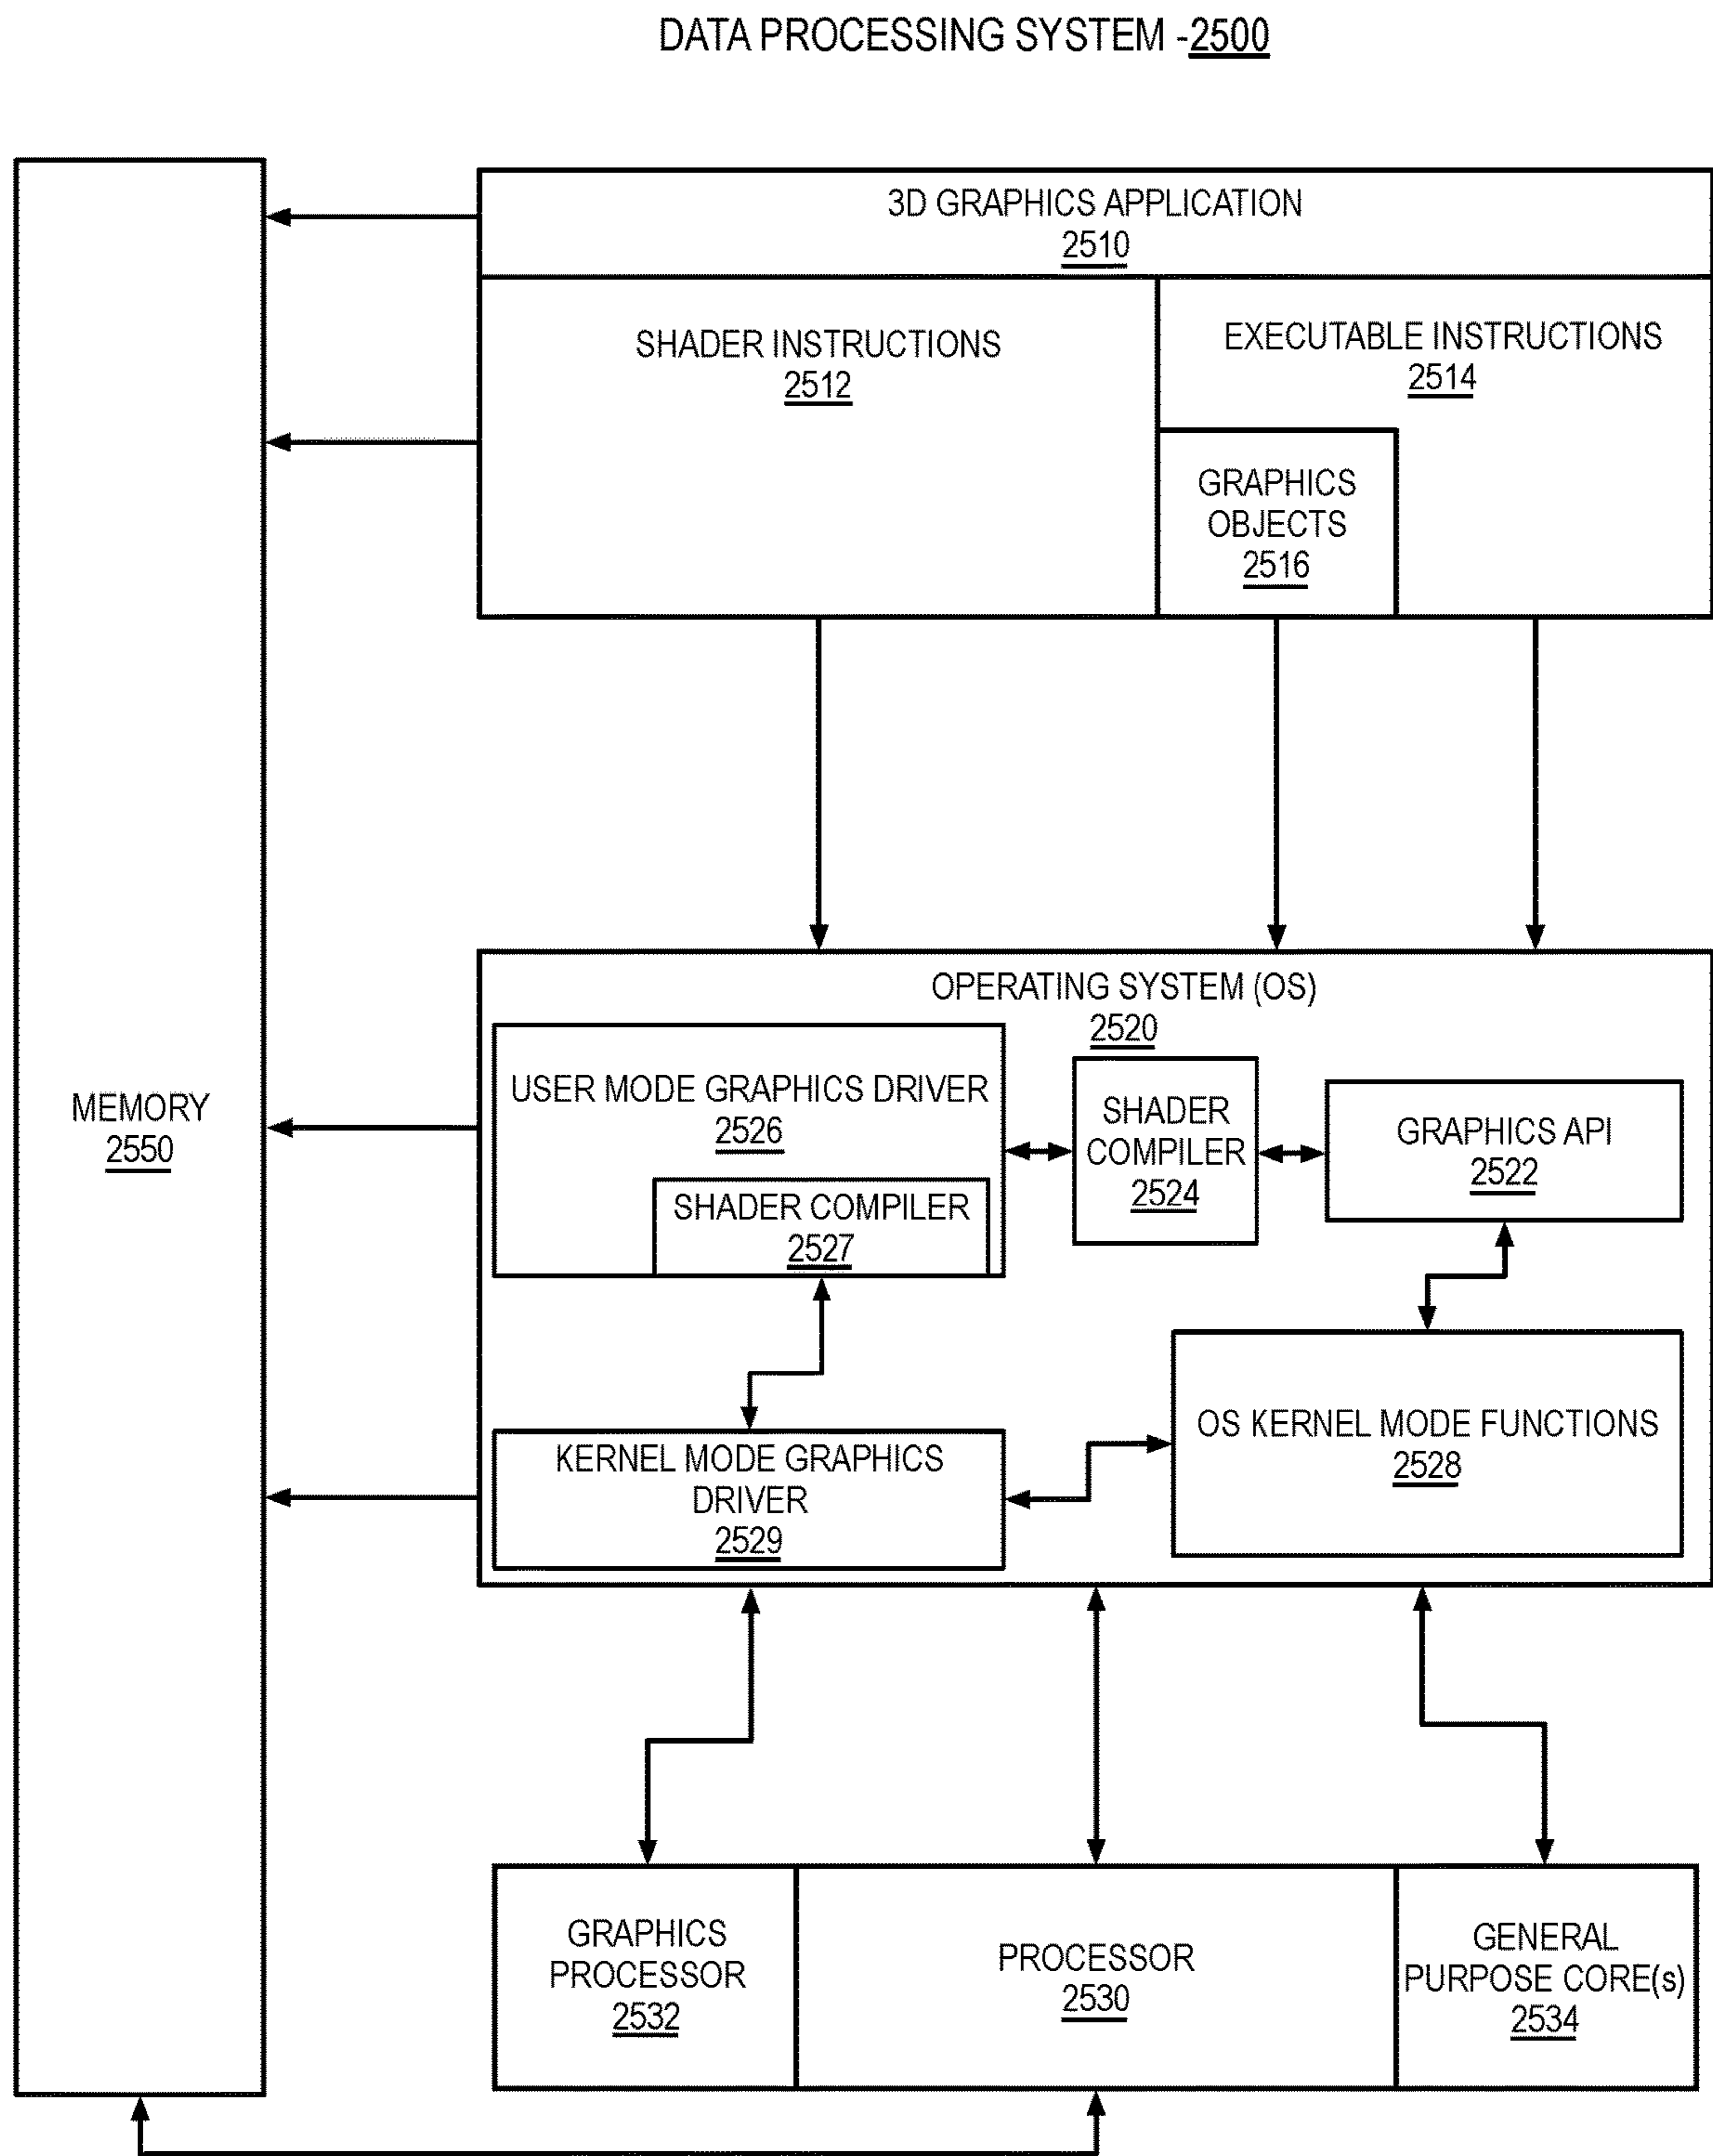 DATA PROCESSING SYSTEM -2500
3D GRAPHICS APPLICATION
2510
SHADER INSTRUCTIONS
2512
EXECUTABLE INSTRUCTIONS
2514
GRAPHICS
OBJECTS
2516
MEMORY
2550
OPERATING SYSTEM (OS)
2520
USER MODE GRAPHICS DRIVER
2526
SHADER COMPILER
2527
SHADER
COMPILER
2524
GRAPHICS API
2522
KERNEL MODE GRAPHICS
DRIVER
2529
OS KERNEL MODE FUNCTIONS
2528
GRAPHICS
PROCESSOR
2532
PROCESSOR
2530
GENERAL
PURPOSE CORE(s)
2534